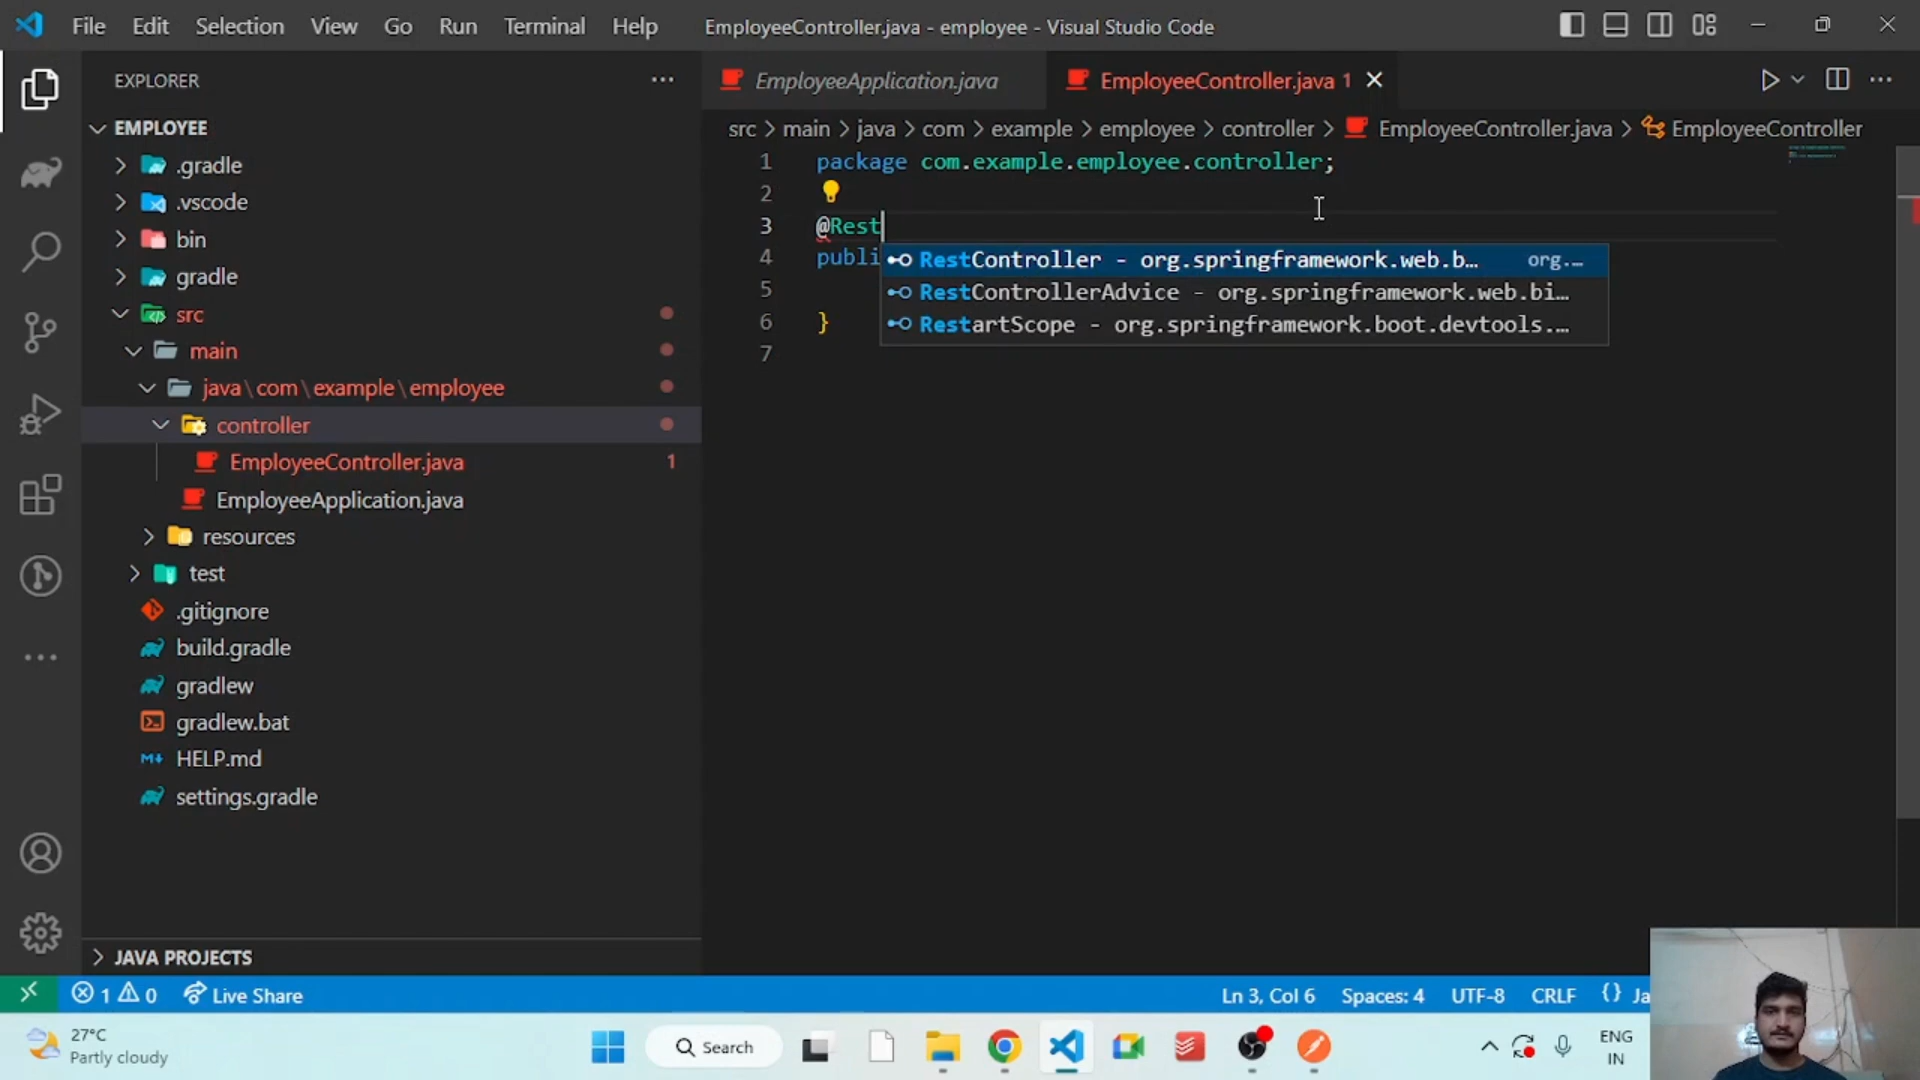 File Edit Selection View Go Run Terminal Help EmployeeController.java - employee - Visual Studio Code
EXPLORER
EMPLOYEE
.gradle
.vscode
bin
gradle
src
main
java\com\example\employee
controller
EmployeeController.java 1
EmployeeApplication.java
resources
test
.gitignore
build.gradle
gradlew
gradlew.bat
HELP.md
settings.gradle
JAVA PROJECTS
EmployeeApplication.java EmployeeController.java 1
src > main > java > com > example > employee > controller > EmployeeController.java > EmployeeController
1 package com.example.employee.controller;
2
3 @Rest
4 publi
5
6 }
7
RestController - org.springframework.web.b… org.…
RestControllerAdvice - org.springframework.web.bi…
RestartScope - org.springframework.boot.devtools.…
1 0 Live Share Ln 3, Col 6 Spaces: 4 UTF-8 CRLF {} Ja
27°C
Partly cloudy
Search
ENG
IN